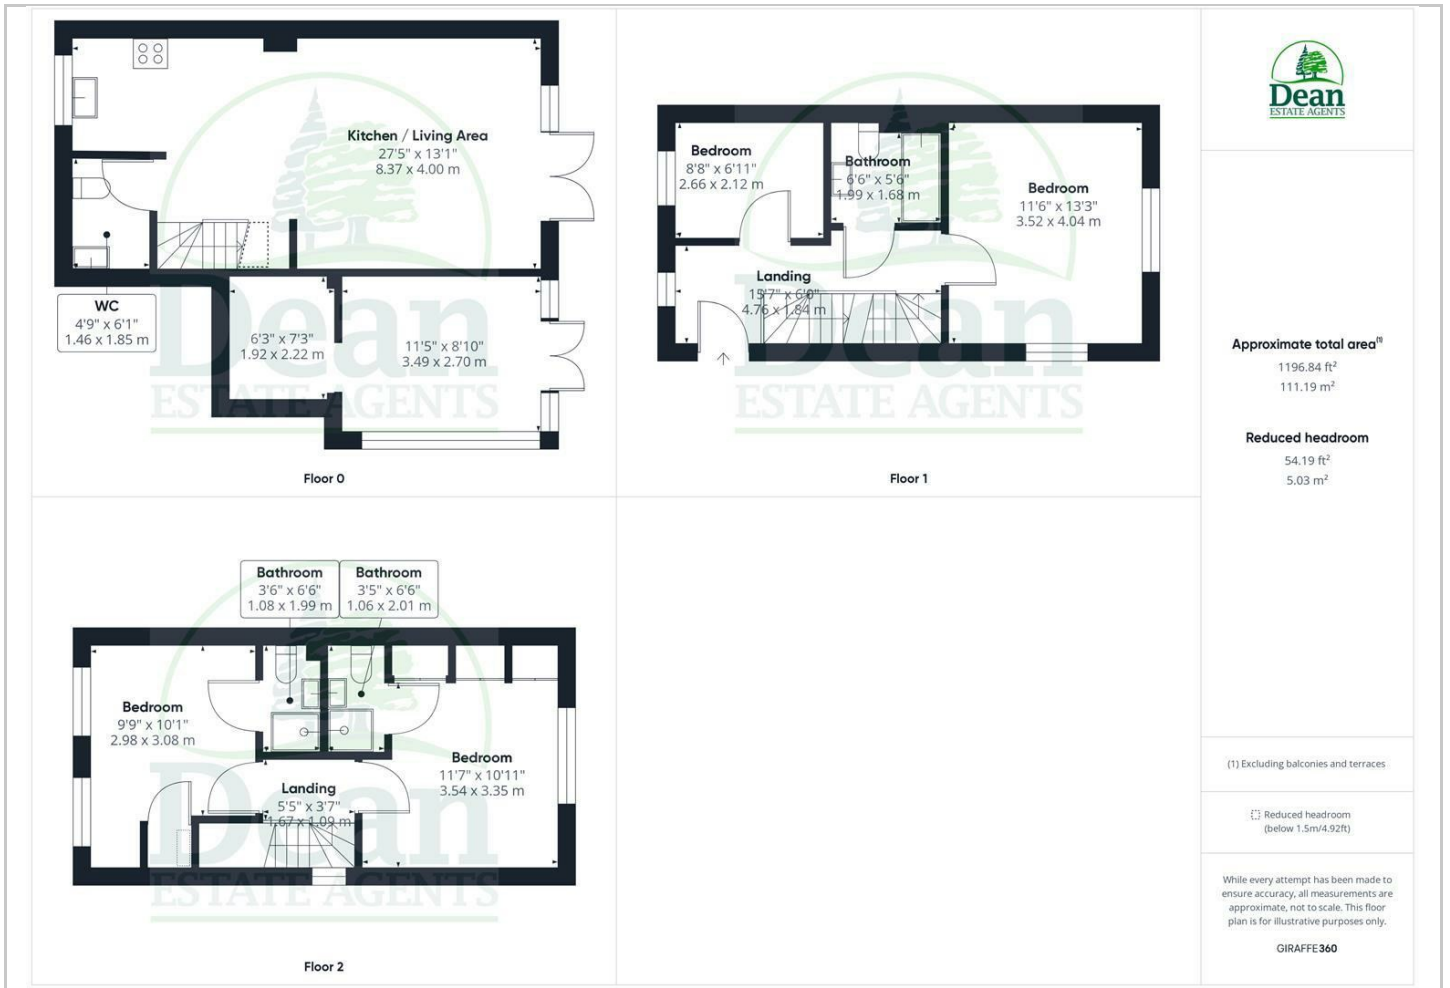 Kitchen / Living Area
27'5" x 13'1"
8.37 x 4.00 m
WC
4'9" x 6'1"
1.46 x 1.85 m
6'3" x 7'3"
1.92 x 2.22 m
11'5" x 8'10"
3.49 x 2.70 m
Dean
ESTATE AGENTS
Floor 0
Bedroom
8'8" x 6'11"
2.66 x 2.12 m
Bathroom
6'6" x 5'6"
1.99 x 1.68 m
Bedroom
11'6" x 13'3"
3.52 x 4.04 m
Landing
15'7" x 6'0"
4.76 x 1.84 m
Dean
ESTATE AGENTS
Floor 1
Bathroom
3'6" x 6'6"
1.08 x 1.99 m
Bathroom
3'5" x 6'6"
1.06 x 2.01 m
Bedroom
9'9" x 10'1"
2.98 x 3.08 m
Bedroom
11'7" x 10'11"
3.54 x 3.35 m
Landing
5'5" x 3'7"
1.67 x 1.09 m
Dean
ESTATE AGENTS
Floor 2
Dean
ESTATE AGENTS
Approximate total area⁽¹⁾
1196.84 ft²
111.19 m²
Reduced headroom
54.19 ft²
5.03 m²
(1) Excluding balconies and terraces
Reduced headroom
(below 1.5m/4.92ft)
While every attempt has been made to
ensure accuracy, all measurements are
approximate, not to scale. This floor
plan is for illustrative purposes only.
GIRAFFE360